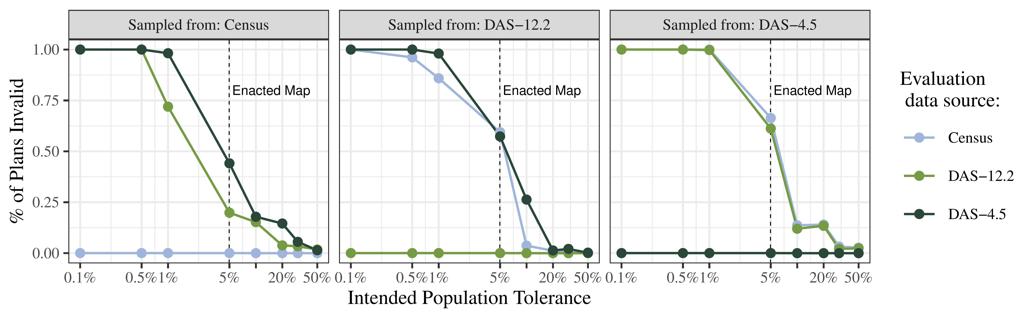 Sampled from: Census
Sampled from: DAS−12.2
Sampled from: DAS−4.5
% of Plans Invalid
1.00
0.75
0.50
0.25
0.00
Enacted Map
Enacted Map
Enacted Map
0.1% 0.5% 1% 5% 20% 50%
0.1% 0.5% 1% 5% 20% 50%
0.1% 0.5% 1% 5% 20% 50%
Intended Population Tolerance
Evaluation
data source:
Census
DAS−12.2
DAS−4.5